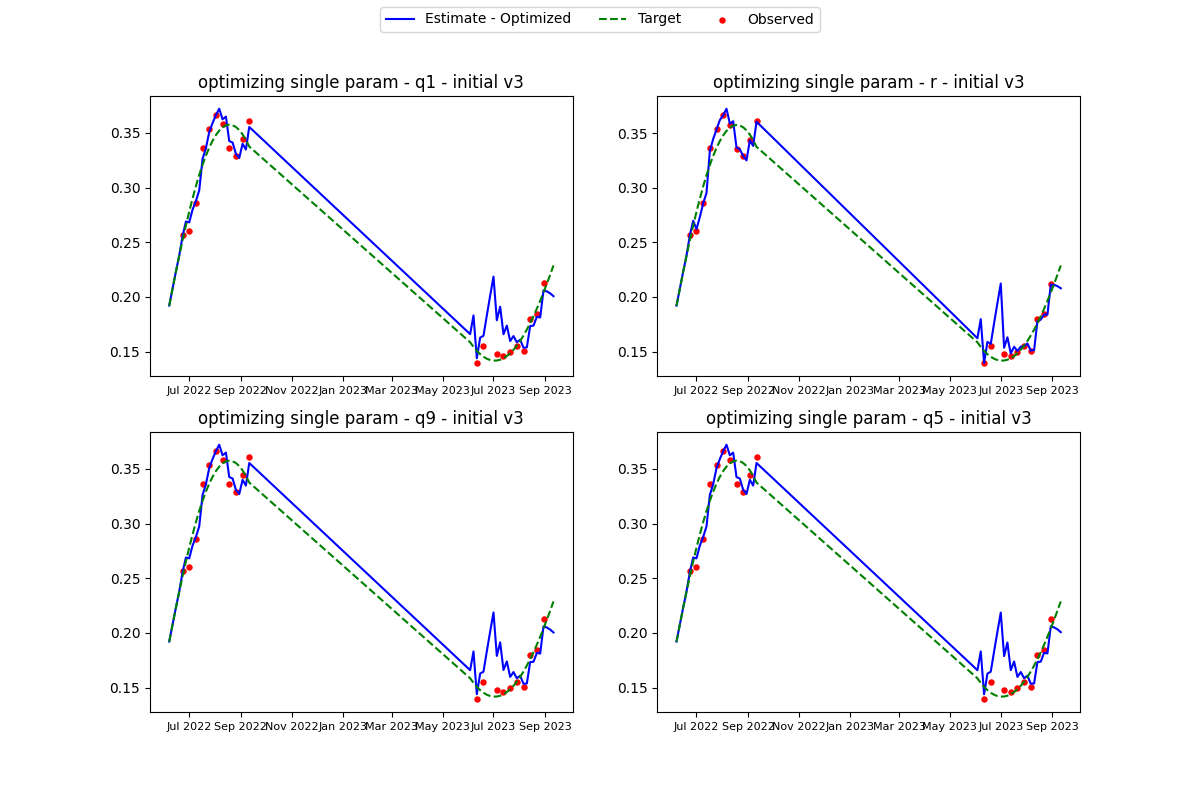 Estimate - Optimized Target Observed
optimizing single param - q1 - initial v3
0.35
0.30
0.25
0.20
0.15
Jul 2022 Sep 2022 Nov 2022 Jan 2023 Mar 2023 May 2023 Jul 2023 Sep 2023
optimizing single param - r - initial v3
0.35
0.30
0.25
0.20
0.15
Jul 2022 Sep 2022 Nov 2022 Jan 2023 Mar 2023 May 2023 Jul 2023 Sep 2023
optimizing single param - q9 - initial v3
0.35
0.30
0.25
0.20
0.15
Jul 2022 Sep 2022 Nov 2022 Jan 2023 Mar 2023 May 2023 Jul 2023 Sep 2023
optimizing single param - q5 - initial v3
0.35
0.30
0.25
0.20
0.15
Jul 2022 Sep 2022 Nov 2022 Jan 2023 Mar 2023 May 2023 Jul 2023 Sep 2023